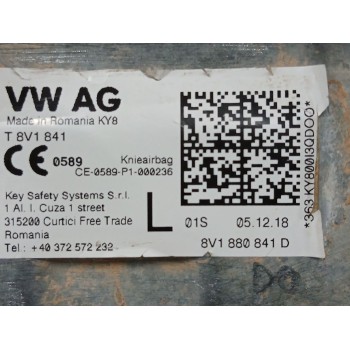 VW AG
Made in Romania KY8
T 8V1 841
CE 0589
Knieairbag
CE-0589-P1-000236
Key Safety Systems S.r.l.
1 Al. I. Cuza 1 street
315200 Curtici Free Trade
Romania
Tel.: +40 372 572 232
L
01S 05.12.18
8V1 880 841 D